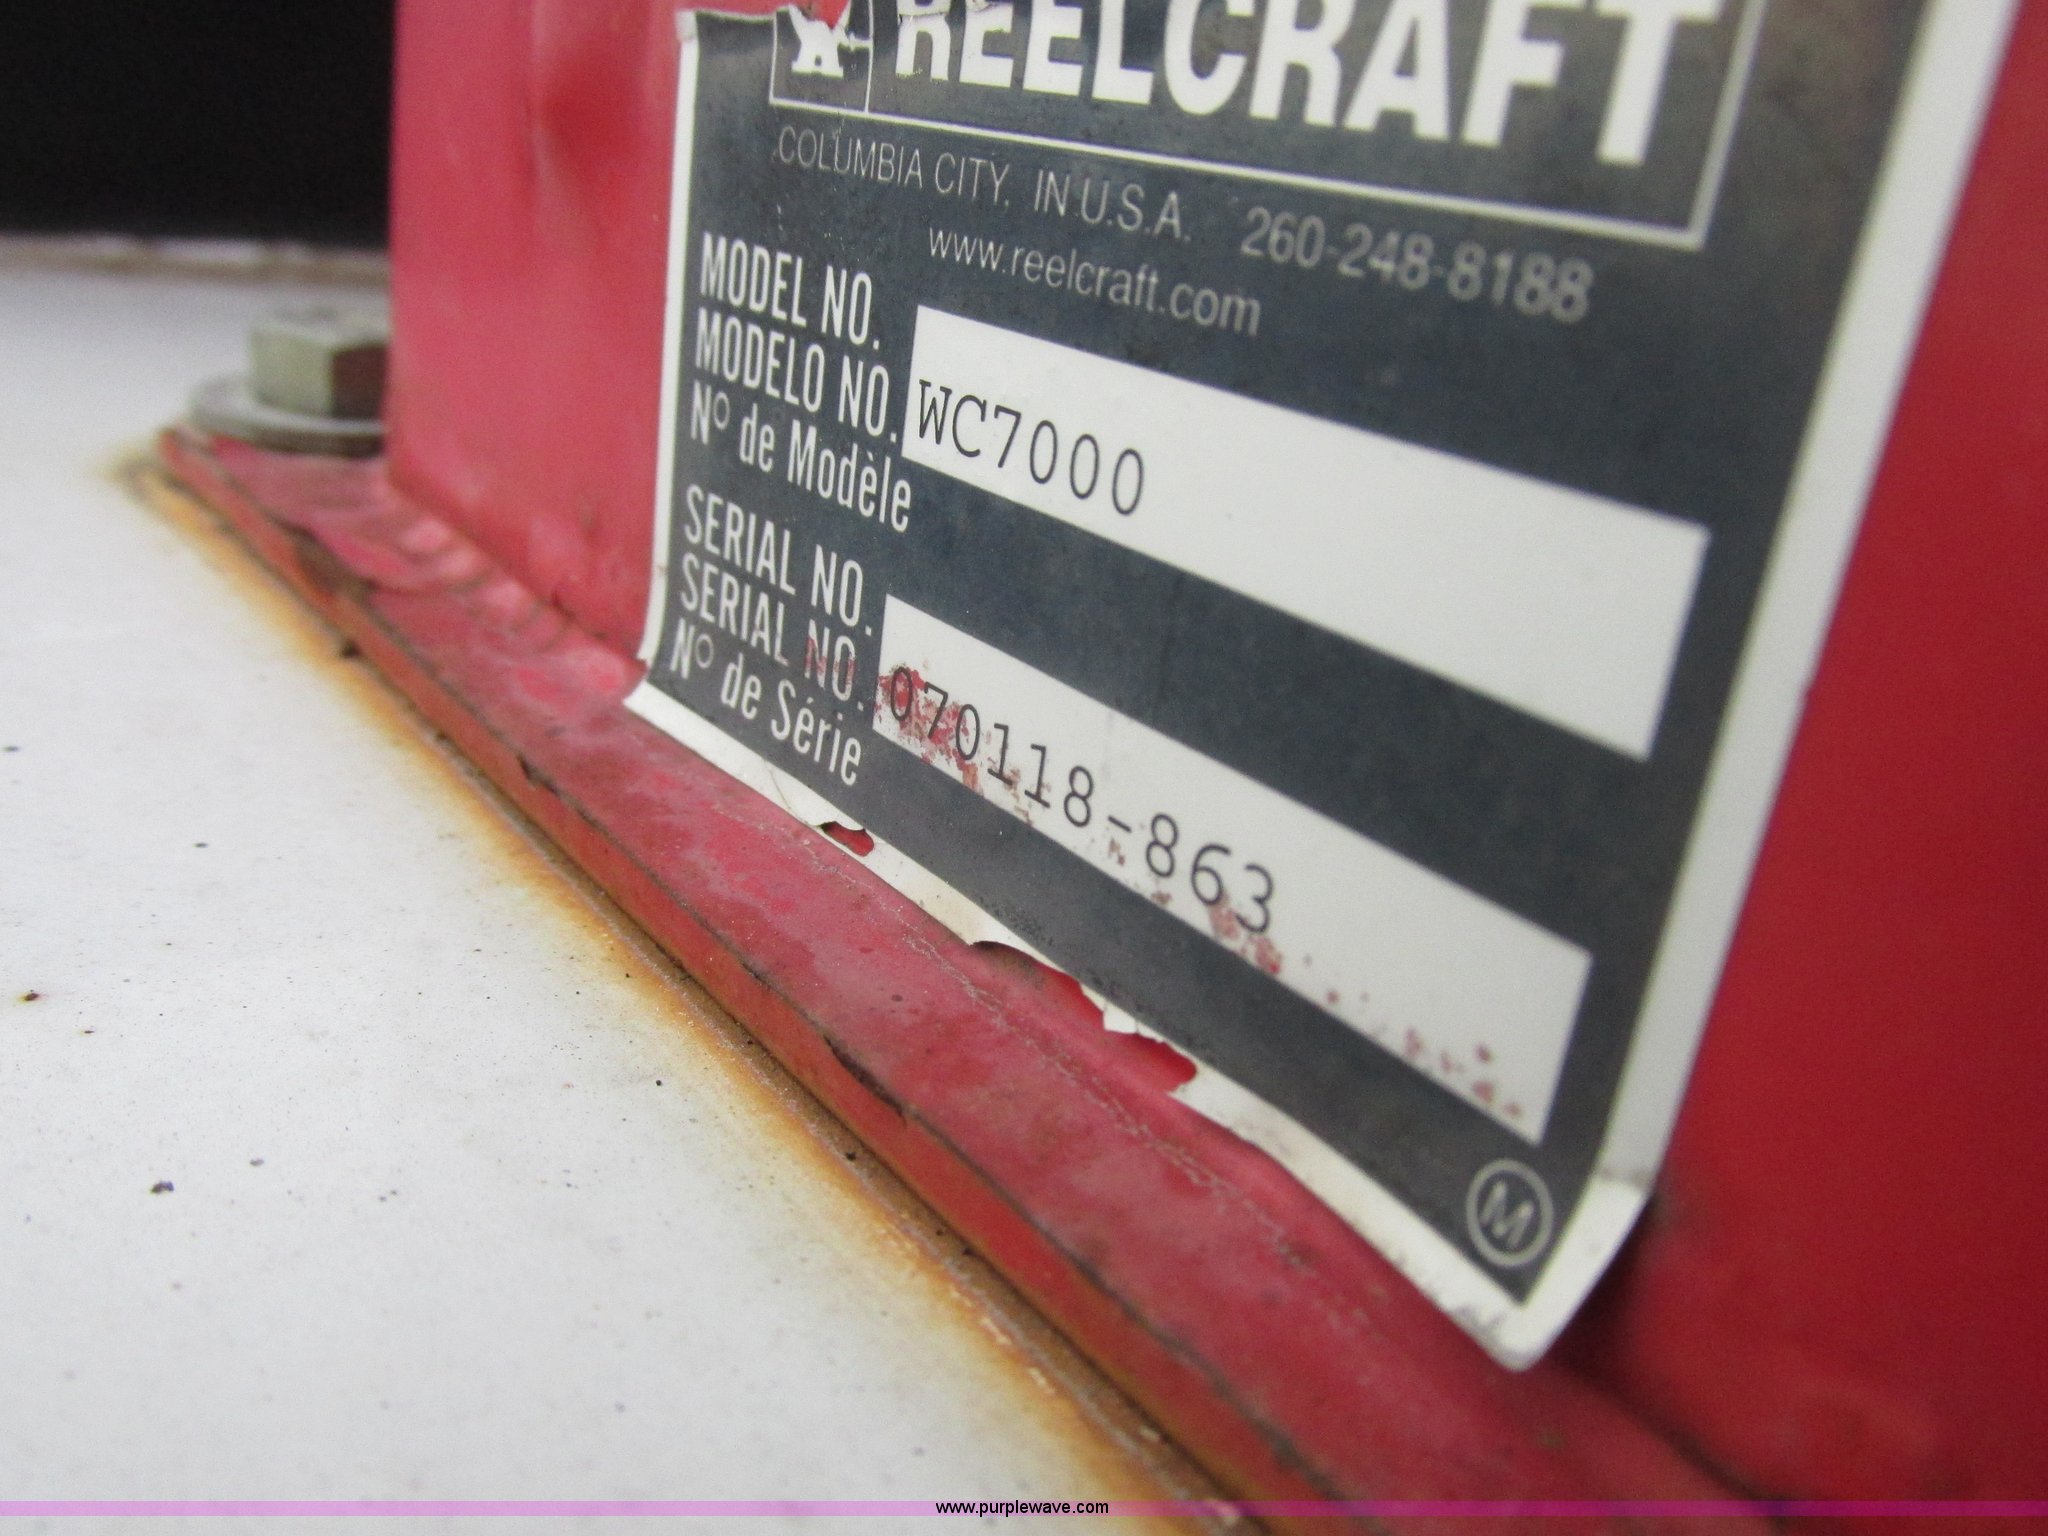 REELCRAFT
COLUMBIA CITY, IN U.S.A. 260-248-8188
www.reelcraft.com
MODEL NO.
MODELO NO.
Nº de Modèle
WC7000
SERIAL NO.
SERIAL NO.
Nº de Série
070118-863
M
www.purplewave.com